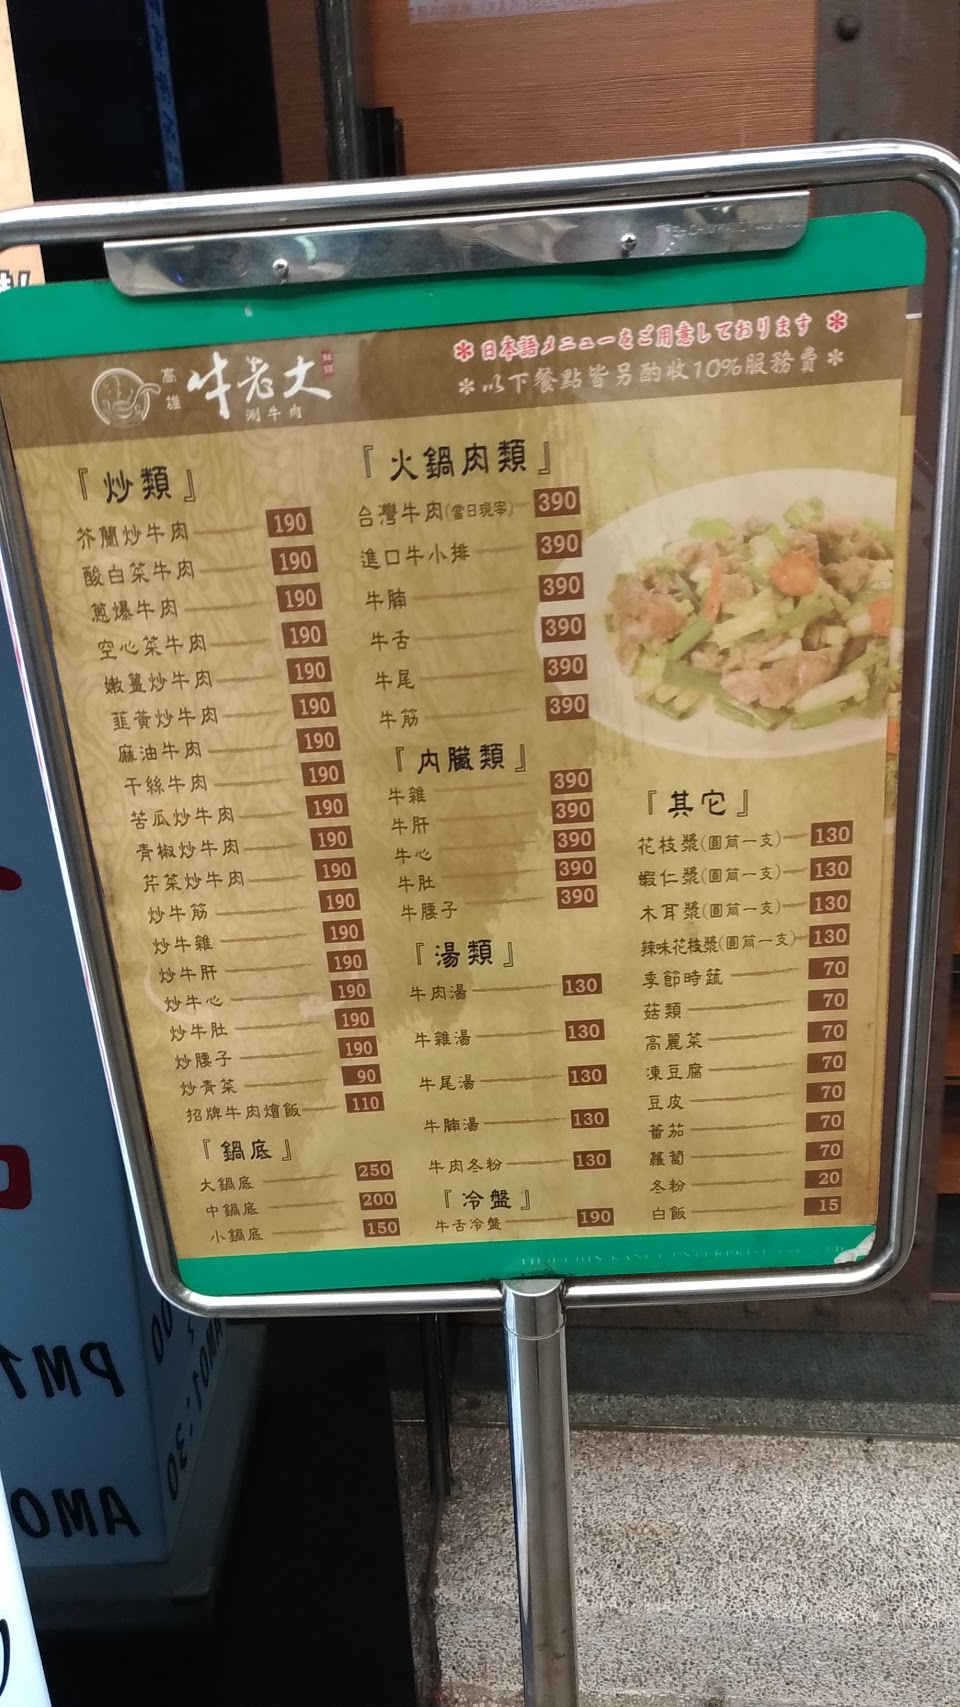 高雄
牛老大
涮牛肉
＊日本語メニューをご用意しております＊
＊以下餐點皆另酌收10%服務費＊
『炒類』
芥蘭炒牛肉 190
酸白菜牛肉 190
蔥爆牛肉 190
空心菜牛肉 190
嫩薑炒牛肉 190
韮黃炒牛肉 190
麻油牛肉 190
干絲牛肉 190
苦瓜炒牛肉 190
青椒炒牛肉 190
芹菜炒牛肉 190
炒牛筋 190
炒牛雜 190
炒牛肝 190
炒牛心 190
炒牛肚 190
炒腰子 190
炒青菜 90
招牌牛肉燴飯 110
『鍋底』
大鍋底 250
中鍋底 200
小鍋底 150
『火鍋肉類』
台灣牛肉(當日現宰) 390
進口牛小排 390
牛腩 390
牛舌 390
牛尾 390
牛筋 390
『內臟類』
牛雜 390
牛肝 390
牛心 390
牛肚 390
牛腰子 390
『湯類』
牛肉湯 130
牛雜湯 130
牛尾湯 130
牛腩湯 130
牛肉冬粉 130
『冷盤』
牛舌冷盤 190
『其它』
花枝漿(圓筒一支) 130
蝦仁漿(圓筒一支) 130
木耳漿(圓筒一支) 130
辣味花枝漿(圓筒一支) 130
季節時蔬 70
菇類 70
高麗菜 70
凍豆腐 70
豆皮 70
蕃茄 70
蘿蔔 70
冬粉 20
白飯 15